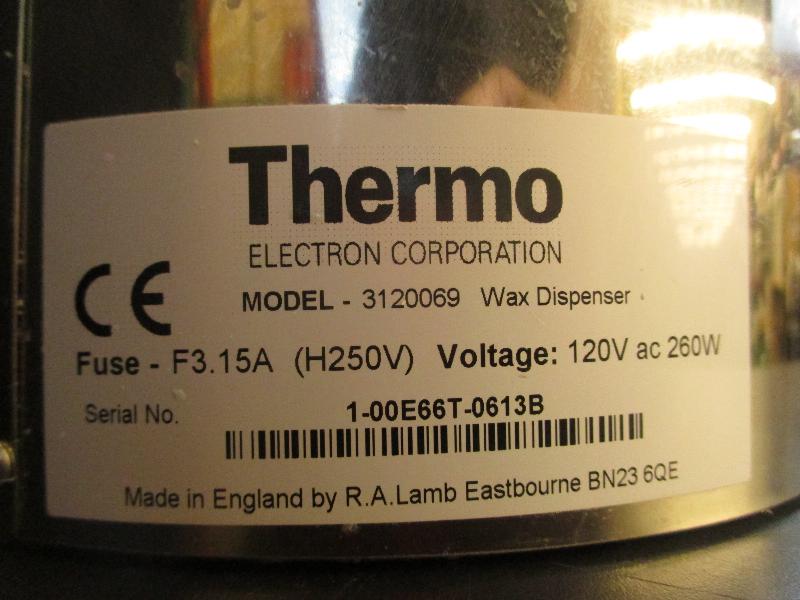 Thermo
ELECTRON CORPORATION
CE
MODEL - 3120069 Wax Dispenser
Fuse - F3.15A (H250V) Voltage: 120V ac 260W
Serial No. 1-00E66T-0613B
Made in England by R.A.Lamb Eastbourne BN23 6QE